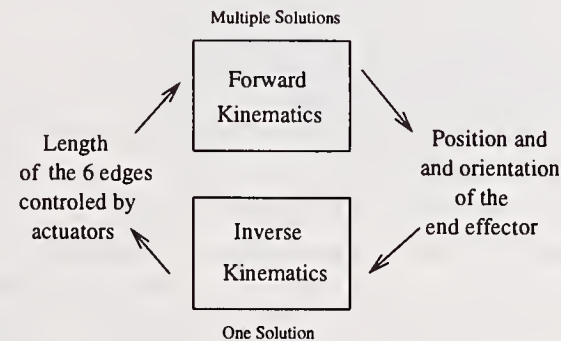 Multiple Solutions
Forward
Kinematics
Length
of the 6 edges
controled by
actuators
Position and
and orientation
of the
end effector
Inverse
Kinematics
One Solution